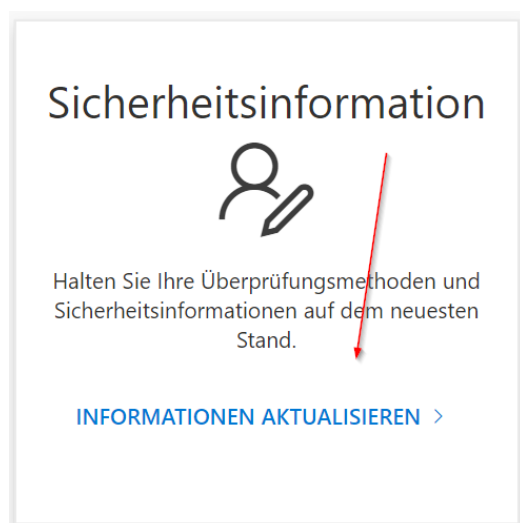 Sicherheitsinformation
Halten Sie Ihre Überprüfungsmethoden und
Sicherheitsinformationen auf dem neuesten
Stand.
INFORMATIONEN AKTUALISIEREN >